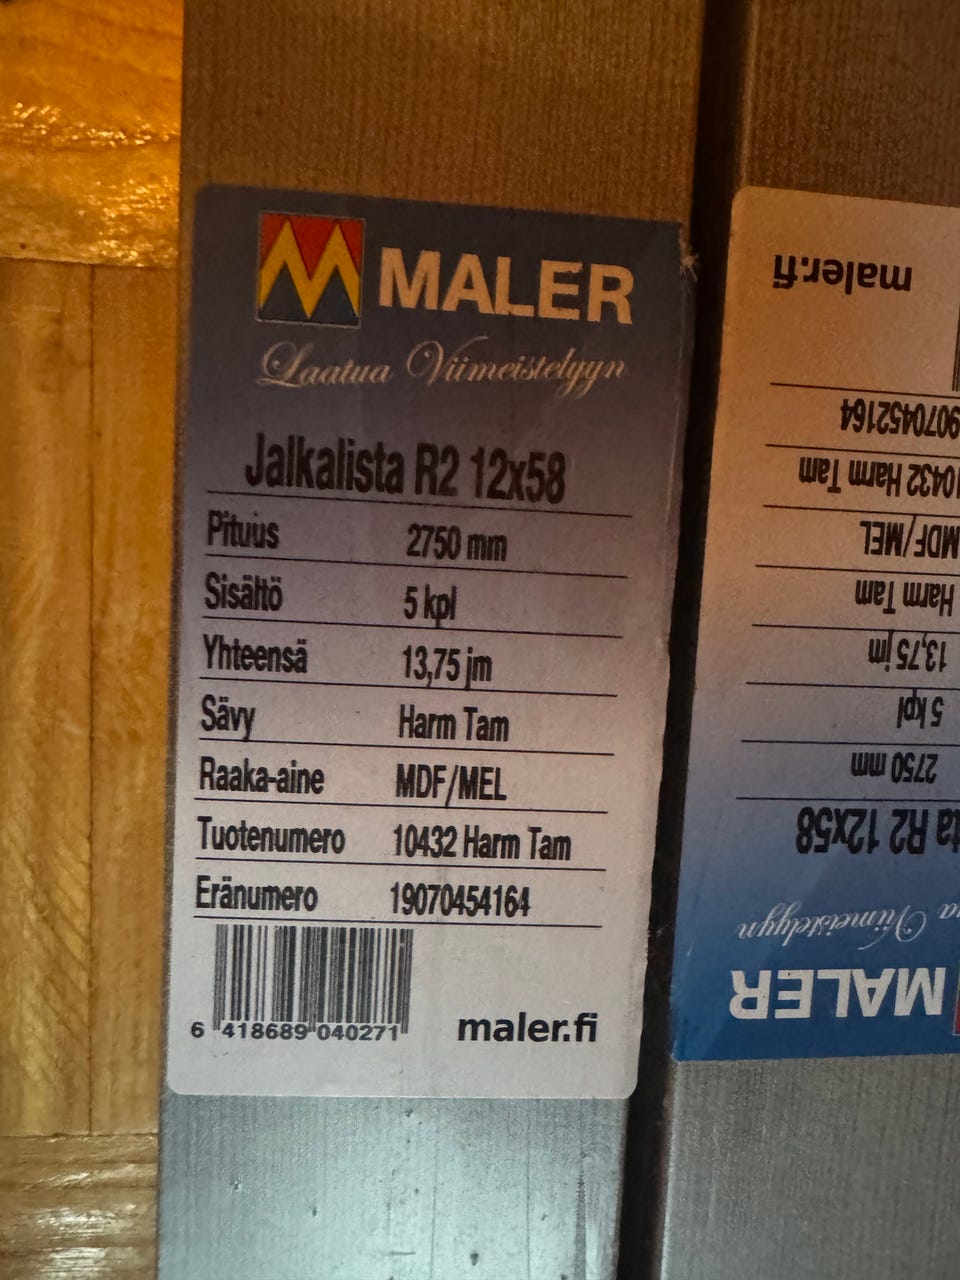 MALER
Laatua Viimeistelyyn
Jalkalista R2 12x58
Pituus 2750 mm
Sisältö 5 kpl
Yhteensä 13,75 jm
Sävy Harm Tam
Raaka-aine MDF/MEL
Tuotenumero 10432 Harm Tam
Eränumero 19070454164
6 418689 040271
maler.fi
MALER
Viimeistelyyn
R2 12x58
2750 mm
5 kpl
13,75 jm
Harm Tam
MDF/MEL
10432 Harm Tam
9070452164
maler.fi